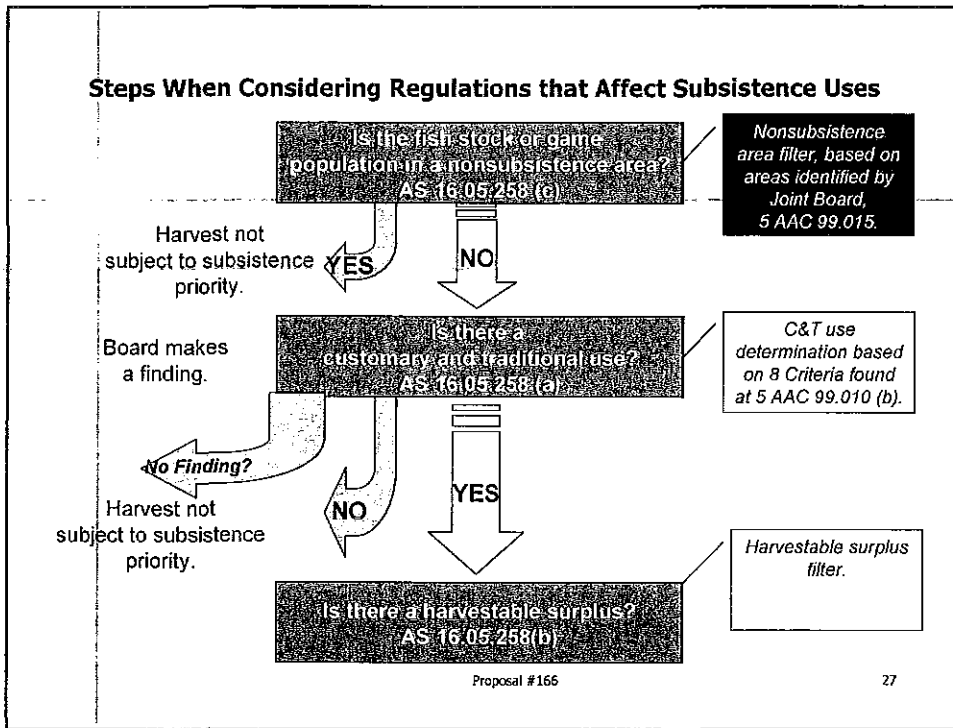 Steps When Considering Regulations that Affect Subsistence Uses
Is the fish stock or game
population in a nonsubsistence area?
AS 16.05.258 (c)
Nonsubsistence
area filter, based on
areas identified by
Joint Board,
5 AAC 99.015.
Harvest not
subject to subsistence
priority.
YES
NO
Is there a
customary and traditional use?
AS 16.05.258 (a)
C&T use
determination based
on 8 Criteria found
at 5 AAC 99.010 (b).
Board makes
a finding.
No Finding?
Harvest not
subject to subsistence
priority.
NO
YES
Is there a harvestable surplus?
AS 16.05.258(b)
Harvestable surplus
filter.
Proposal #166
27